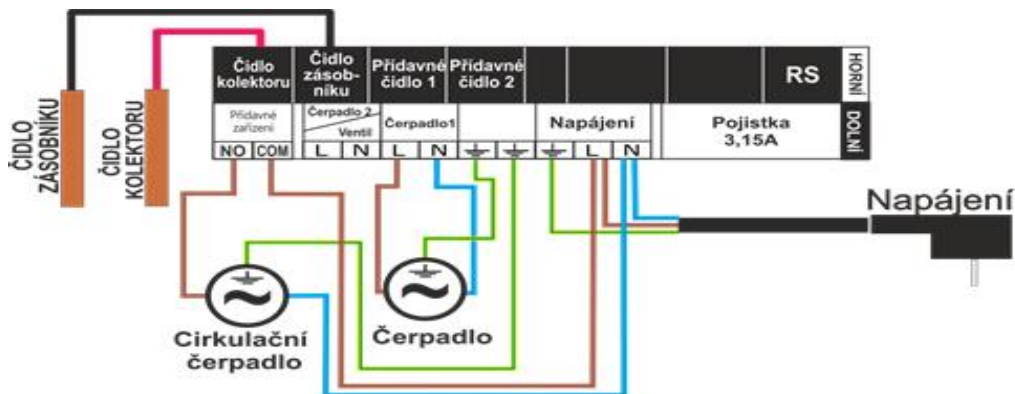 Čidlo
kolektoru
Čidlo
zásob-
níku
Přídavné
čidlo 1
Přídavné
čidlo 2
RS
HORNÍ
Přídavné
zařízení
Čerpadlo 2
Ventil
Čerpadlo1
Napájení
Pojistka
3,15A
DOLNÍ
NO COM L N L N L N
ČIDLO
ZÁSOBNÍKU
ČIDLO
KOLEKTORU
Napájení
Cirkulační
čerpadlo
Čerpadlo